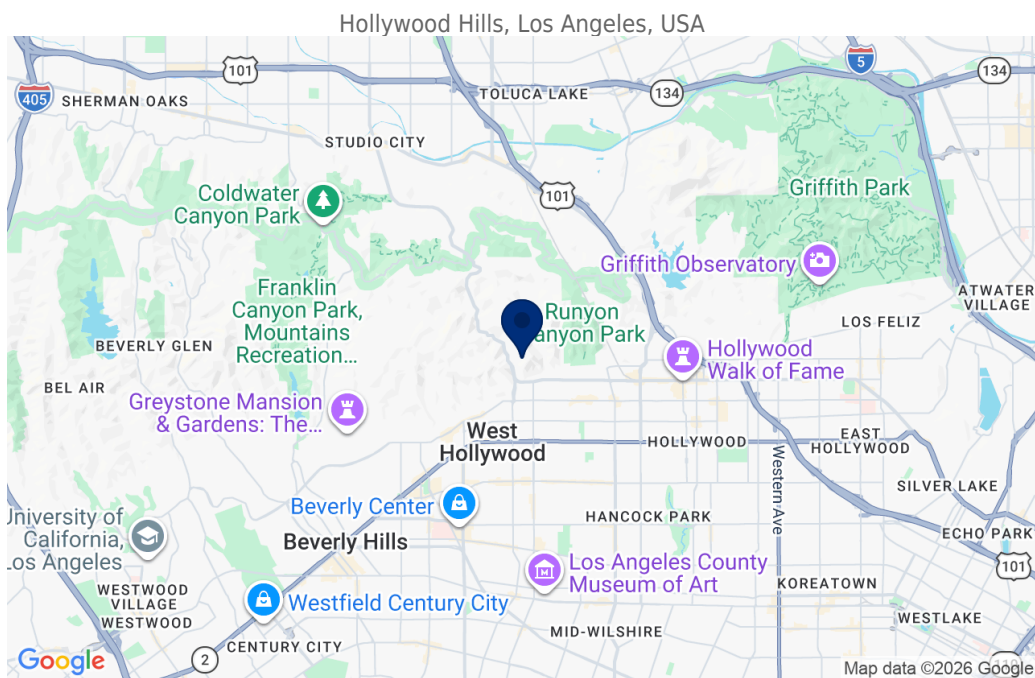 Hollywood Hills, Los Angeles, USA
101
5
134
405
SHERMAN OAKS
TOLUCA LAKE
134
STUDIO CITY
Coldwater
Canyon Park
101
Griffith Park
Griffith Observatory
Franklin
Canyon Park,
Mountains
Recreation...
ATWATER
VILLAGE
Runyon
anyon Park
LOS FELIZ
BEVERLY GLEN
Hollywood
Walk of Fame
BEL AIR
Greystone Mansion
& Gardens: The...
West
Hollywood
HOLLYWOOD
EAST
HOLLYWOOD
Western Ave
SILVER LAKE
Beverly Center
HANCOCK PARK
University of
California,
Los Angeles
ECHO PARK
Beverly Hills
101
Los Angeles County
Museum of Art
KOREATOWN
WESTWOOD
VILLAGE
WESTWOOD
Westfield Century City
WESTLAKE
MID-WILSHIRE
CENTURY CITY
2
Google
Map data ©2026 Google